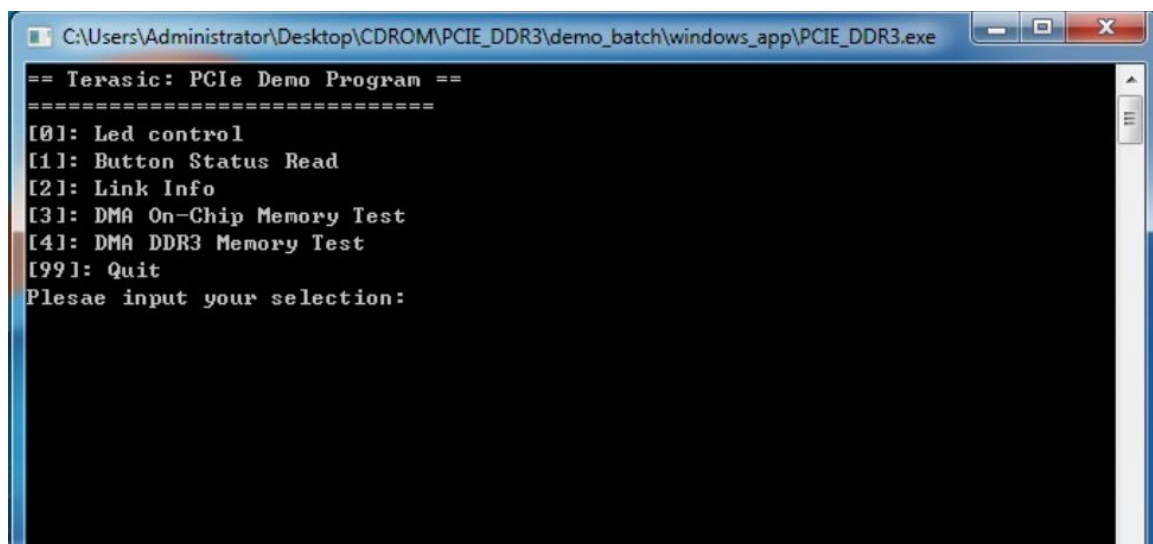 C:\Users\Administrator\Desktop\CDROM\PCIE_DDR3\demo_batch\windows_app\PCIE_DDR3.exe
== Terasic: PCIe Demo Program ==
==============================
[0]: Led control
[1]: Button Status Read
[2]: Link Info
[3]: DMA On-Chip Memory Test
[4]: DMA DDR3 Memory Test
[99]: Quit
Plesae input your selection: